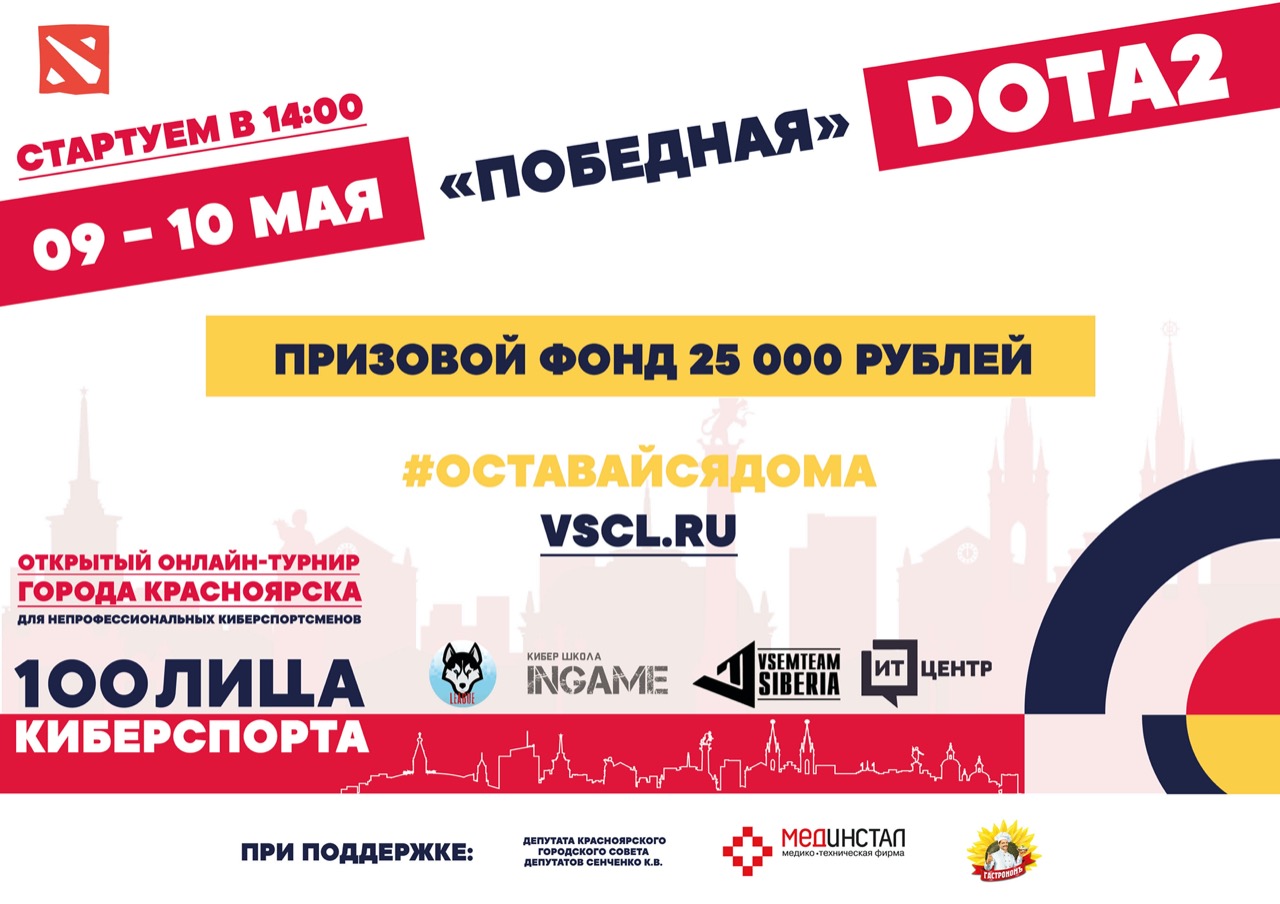 СТАРТУЕМ В 14:00
09 – 10 МАЯ
«ПОБЕДНАЯ»
DOTA2
ПРИЗОВОЙ ФОНД 25 000 РУБЛЕЙ
#ОСТАВАЙСЯДОМА
VSCL.RU
ОТКРЫТЫЙ ОНЛАЙН-ТУРНИР
ГОРОДА КРАСНОЯРСКА
ДЛЯ НЕПРОФЕССИОНАЛЬНЫХ КИБЕРСПОРТСМЕНОВ
100ЛИЦА
КИБЕРСПОРТА
LEAGUE
КИБЕР ШКОЛА
INGAME
VSEMTEAM
SIBERIA
ИТ ЦЕНТР
ПРИ ПОДДЕРЖКЕ:
ДЕПУТАТА КРАСНОЯРСКОГО
ГОРОДСКОГО СОВЕТА
ДЕПУТАТОВ СЕНЧЕНКО К.В.
МЕДИНСТАЛ
МЕДИКО•ТЕХНИЧЕСКАЯ ФИРМА
ГАСТРОНОМЪ